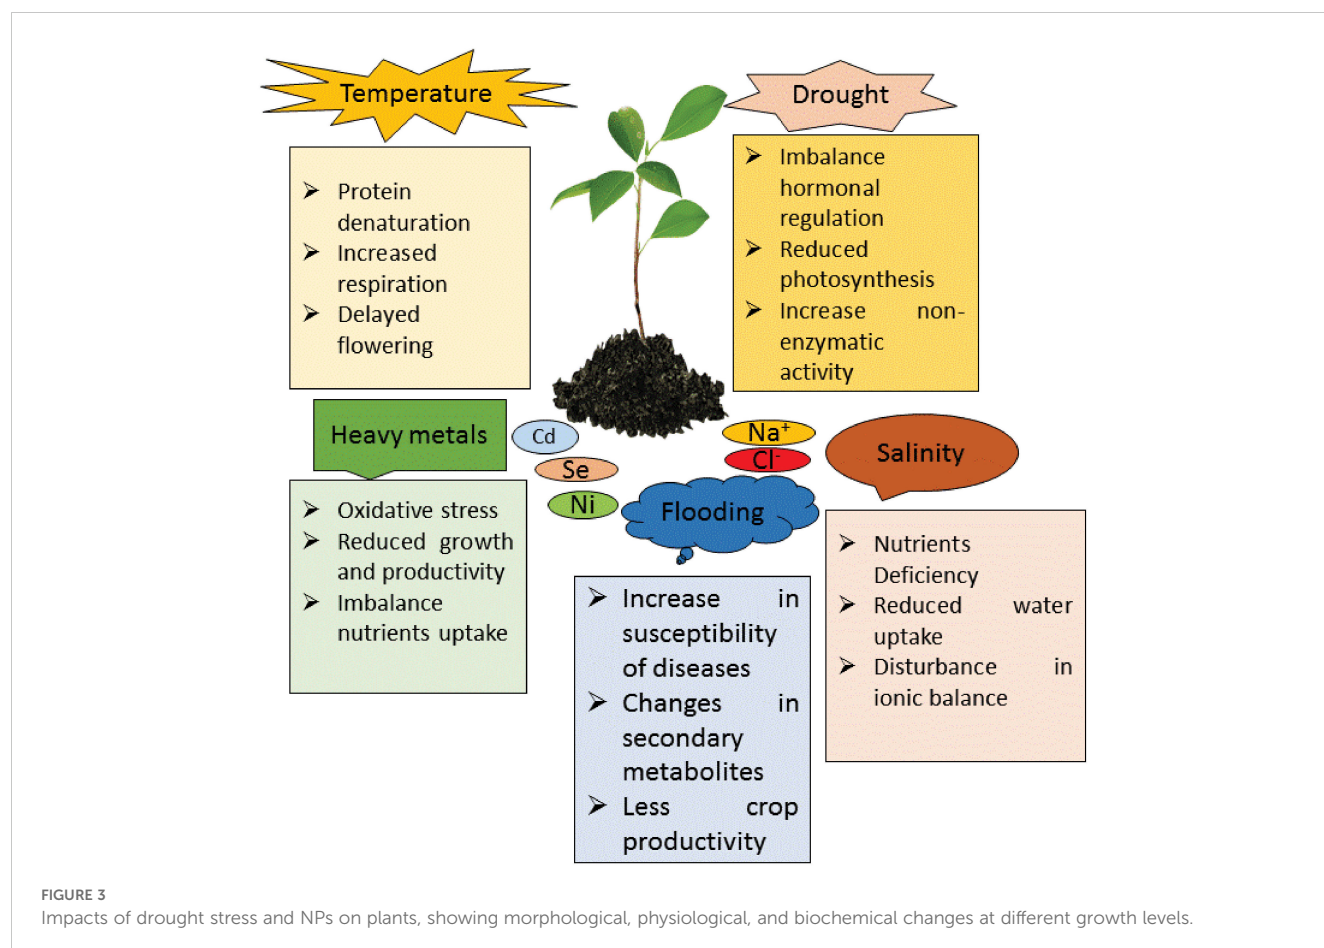 Temperature
Protein
denaturation
Increased
respiration
Delayed
flowering
Drought
Imbalance
hormonal
regulation
Reduced
photosynthesis
Increase non-
enzymatic
activity
Heavy metals
Cd
Se
Ni
Oxidative stress
Reduced growth
and productivity
Imbalance
nutrients uptake
Na⁺
Cl⁻
Flooding
Increase in
susceptibility
of diseases
Changes in
secondary
metabolites
Less crop
productivity
Salinity
Nutrients
Deficiency
Reduced water
uptake
Disturbance in
ionic balance
FIGURE 3
Impacts of drought stress and NPs on plants, showing morphological, physiological, and biochemical changes at different growth levels.